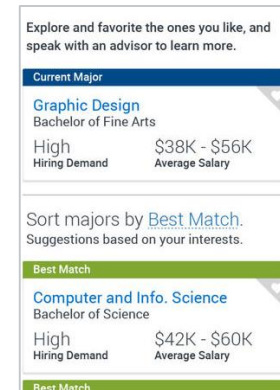 Explore and favorite the ones you like, and
speak with an advisor to learn more.
Current Major
Graphic Design
Bachelor of Fine Arts
High $38K - $56K
Hiring Demand Average Salary
Sort majors by Best Match.
Suggestions based on your interests.
Best Match
Computer and Info. Science
Bachelor of Science
High $42K - $60K
Hiring Demand Average Salary
Best Match